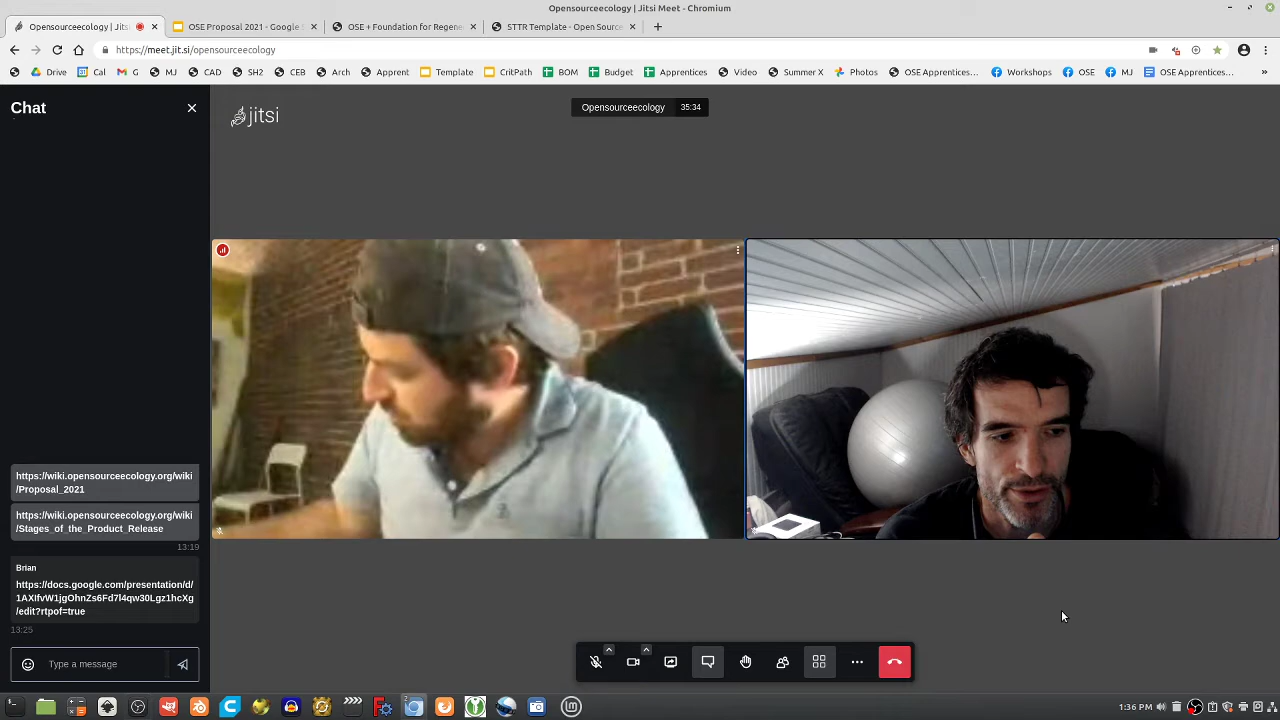 Opensourceecology | Jitsi Meet - Chromium
Opensourceecology | Jits
OSE Proposal 2021 - Google S
OSE + Foundation for Regene
STTR Template - Open Sourc
https://meet.jit.si/opensourceecology
Drive
Cal
G
MJ
CAD
SH2
CEB
Arch
Apprent
Template
CritPath
BOM
Budget
Apprentices
Video
Summer X
Photos
OSE Apprentices...
Workshops
OSE
MJ
OSE Apprentices...
Chat
jitsi
Opensourceecology 35:34
https://wiki.opensourceecology.org/wiki
/Proposal_2021
https://wiki.opensourceecology.org/wiki
/Stages_of_the_Product_Release
13:19
Brian
https://docs.google.com/presentation/d/
1AXIfvW1jgOhnZs6Fd7l4qw30Lgz1hcXg
/edit?rtpof=true
13:25
Type a message
1:36 PM